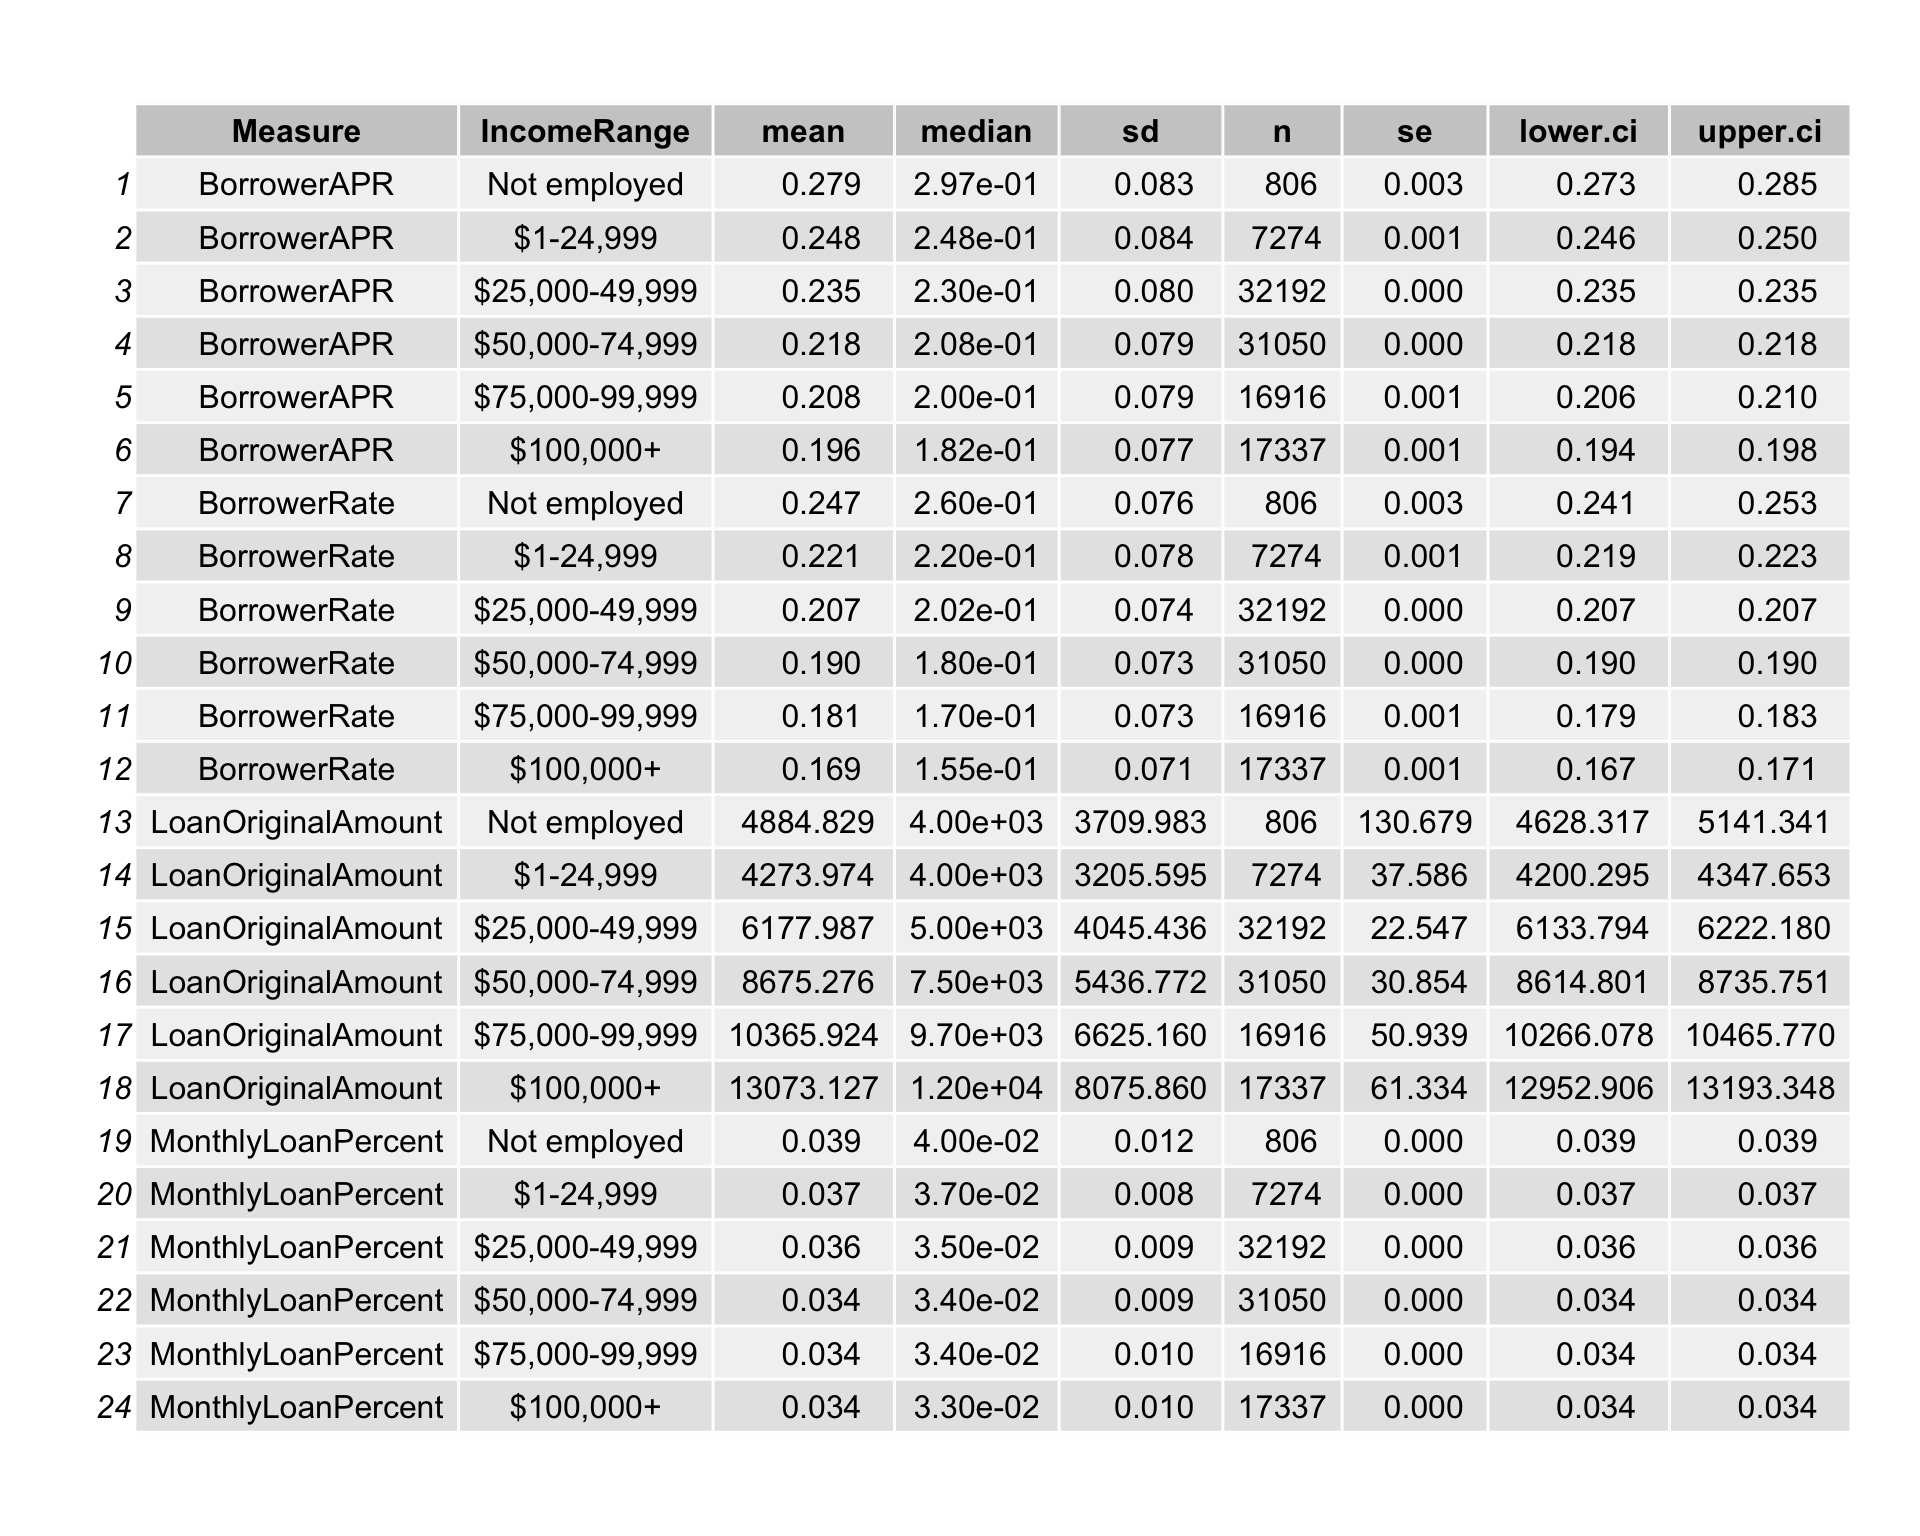 Measure IncomeRange mean median sd n se lower.ci upper.ci
1 BorrowerAPR Not employed 0.279 2.97e-01 0.083 806 0.003 0.273 0.285
2 BorrowerAPR $1-24,999 0.248 2.48e-01 0.084 7274 0.001 0.246 0.250
3 BorrowerAPR $25,000-49,999 0.235 2.30e-01 0.080 32192 0.000 0.235 0.235
4 BorrowerAPR $50,000-74,999 0.218 2.08e-01 0.079 31050 0.000 0.218 0.218
5 BorrowerAPR $75,000-99,999 0.208 2.00e-01 0.079 16916 0.001 0.206 0.210
6 BorrowerAPR $100,000+ 0.196 1.82e-01 0.077 17337 0.001 0.194 0.198
7 BorrowerRate Not employed 0.247 2.60e-01 0.076 806 0.003 0.241 0.253
8 BorrowerRate $1-24,999 0.221 2.20e-01 0.078 7274 0.001 0.219 0.223
9 BorrowerRate $25,000-49,999 0.207 2.02e-01 0.074 32192 0.000 0.207 0.207
10 BorrowerRate $50,000-74,999 0.190 1.80e-01 0.073 31050 0.000 0.190 0.190
11 BorrowerRate $75,000-99,999 0.181 1.70e-01 0.073 16916 0.001 0.179 0.183
12 BorrowerRate $100,000+ 0.169 1.55e-01 0.071 17337 0.001 0.167 0.171
13 LoanOriginalAmount Not employed 4884.829 4.00e+03 3709.983 806 130.679 4628.317 5141.341
14 LoanOriginalAmount $1-24,999 4273.974 4.00e+03 3205.595 7274 37.586 4200.295 4347.653
15 LoanOriginalAmount $25,000-49,999 6177.987 5.00e+03 4045.436 32192 22.547 6133.794 6222.180
16 LoanOriginalAmount $50,000-74,999 8675.276 7.50e+03 5436.772 31050 30.854 8614.801 8735.751
17 LoanOriginalAmount $75,000-99,999 10365.924 9.70e+03 6625.160 16916 50.939 10266.078 10465.770
18 LoanOriginalAmount $100,000+ 13073.127 1.20e+04 8075.860 17337 61.334 12952.906 13193.348
19 MonthlyLoanPercent Not employed 0.039 4.00e-02 0.012 806 0.000 0.039 0.039
20 MonthlyLoanPercent $1-24,999 0.037 3.70e-02 0.008 7274 0.000 0.037 0.037
21 MonthlyLoanPercent $25,000-49,999 0.036 3.50e-02 0.009 32192 0.000 0.036 0.036
22 MonthlyLoanPercent $50,000-74,999 0.034 3.40e-02 0.009 31050 0.000 0.034 0.034
23 MonthlyLoanPercent $75,000-99,999 0.034 3.40e-02 0.010 16916 0.000 0.034 0.034
24 MonthlyLoanPercent $100,000+ 0.034 3.30e-02 0.010 17337 0.000 0.034 0.034